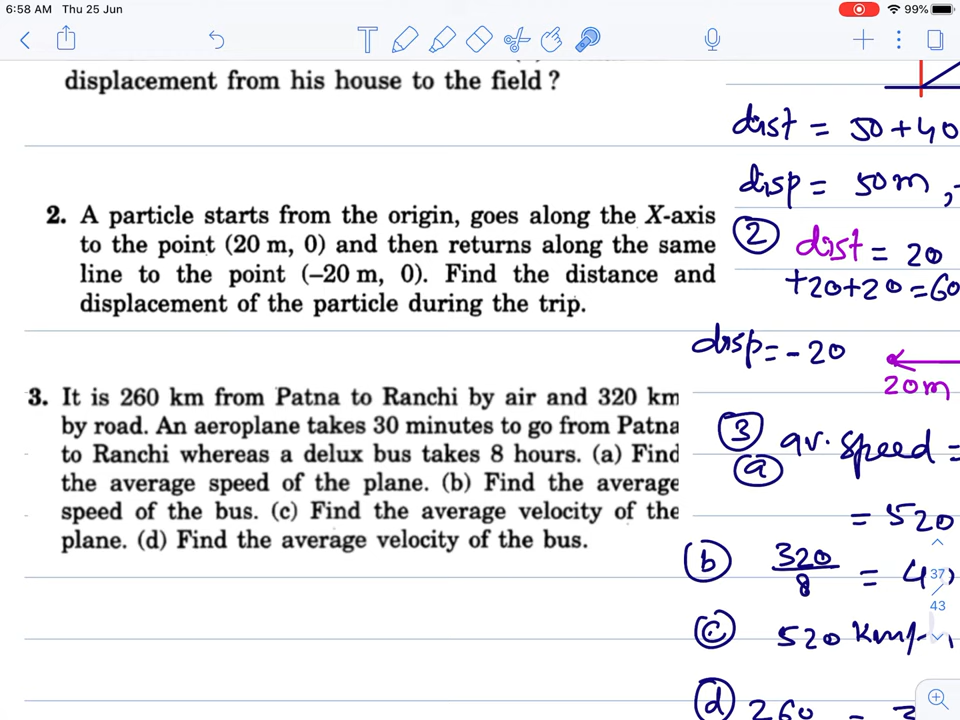 6:58 AM Thu 25 Jun
99%
displacement from his house to the field ?
dist = 50 + 40
disp = 50m,
2. A particle starts from the origin, goes along the X-axis
to the point (20 m, 0) and then returns along the same
line to the point (–20 m, 0). Find the distance and
displacement of the particle during the trip.
2 dist = 20
+20+20 = 60
disp = - 20
20m
3. It is 260 km from Patna to Ranchi by air and 320 km
by road. An aeroplane takes 30 minutes to go from Patna
to Ranchi whereas a delux bus takes 8 hours. (a) Find
the average speed of the plane. (b) Find the average
speed of the bus. (c) Find the average velocity of the
plane. (d) Find the average velocity of the bus.
3 av. speed =
a
= 520
b 320/8 = 4
c 520 Km/
d 260 = 3
37
43